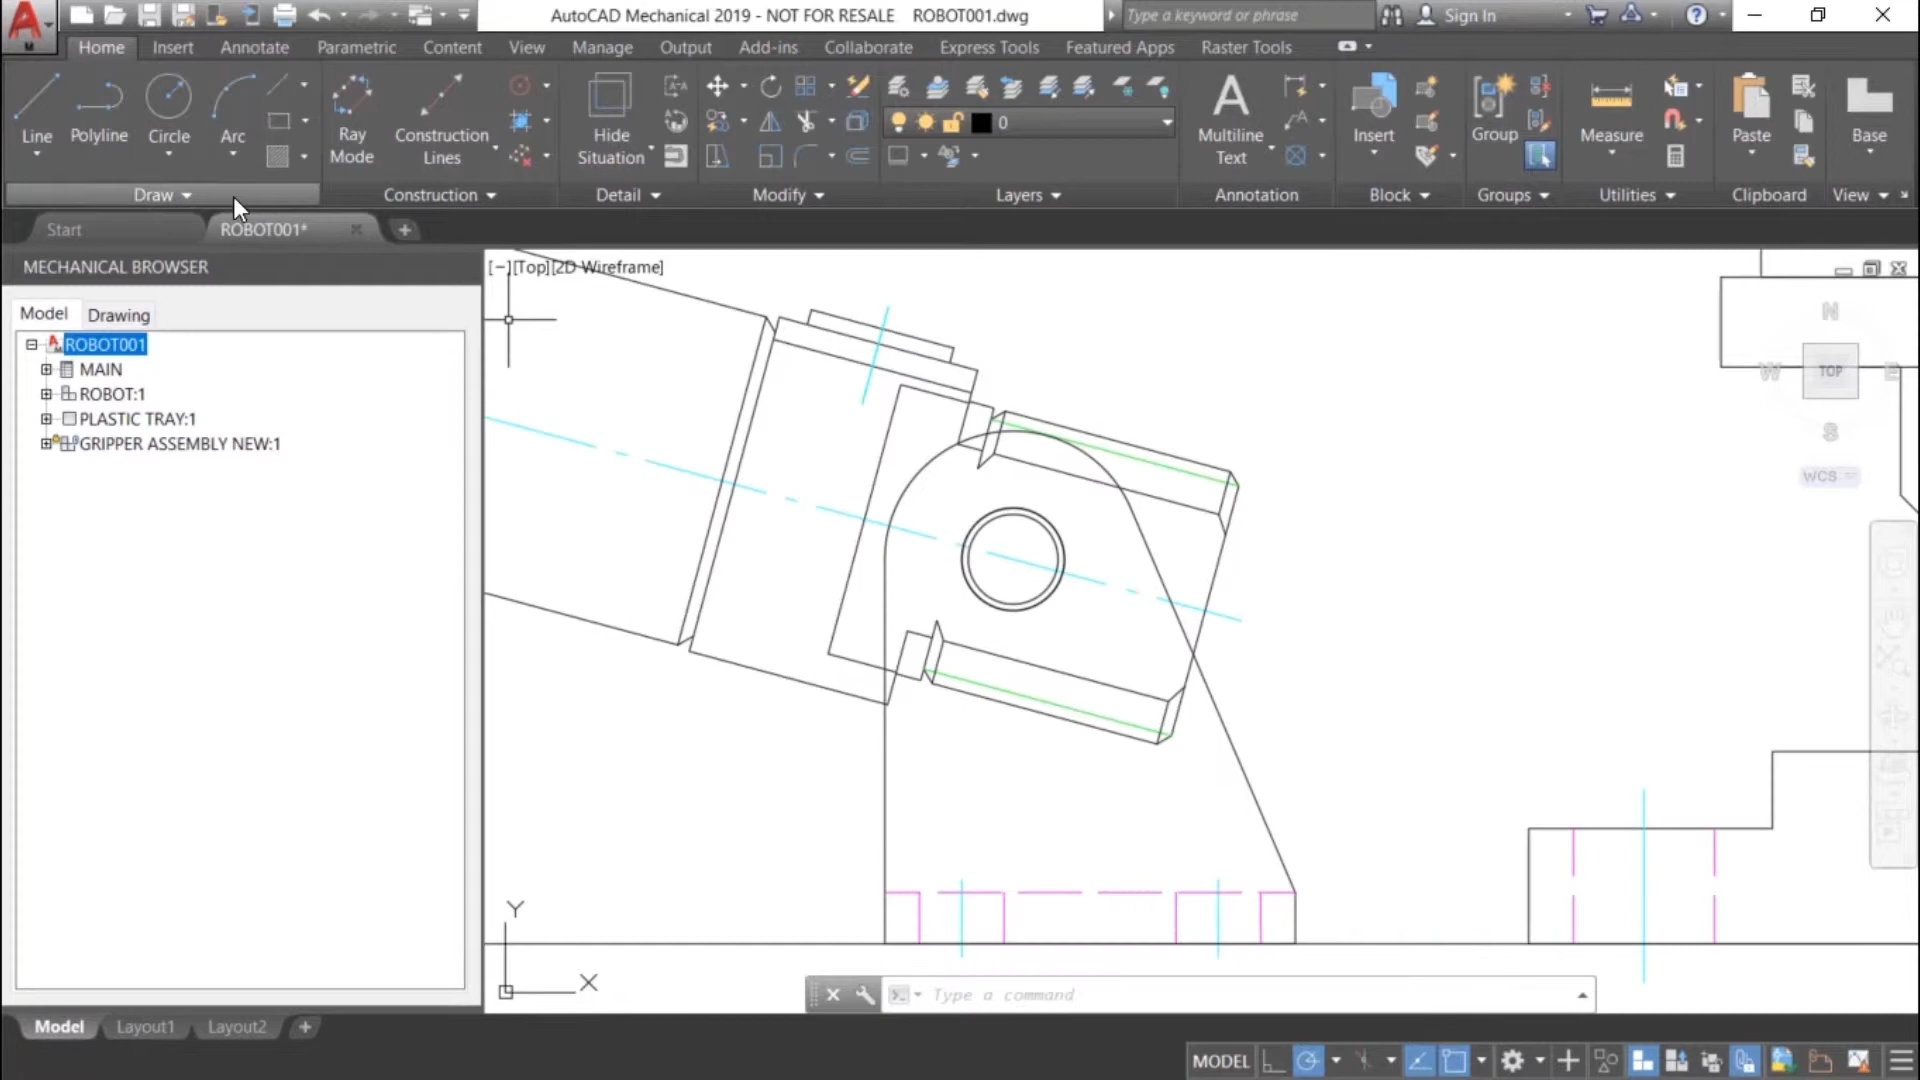 AutoCAD Mechanical 2019 - NOT FOR RESALE ROBOT001.dwg
Type a keyword or phrase
Sign In
M
Home Insert Annotate Parametric Content View Manage Output Add-ins Collaborate Express Tools Featured Apps Raster Tools
Line Polyline Circle Arc
Ray Mode
Construction Lines
Hide Situation
0
Multiline Text
Insert
Group
Measure
Paste
Base
Draw Construction Detail Modify Layers Annotation Block Groups Utilities Clipboard View
Start ROBOT001*
MECHANICAL BROWSER
Model Drawing
ROBOT001
MAIN
ROBOT:1
PLASTIC TRAY:1
GRIPPER ASSEMBLY NEW:1
[−][Top][2D Wireframe]
N
W TOP E
S
WCS
Y
X
Type a command
Model Layout1 Layout2
MODEL